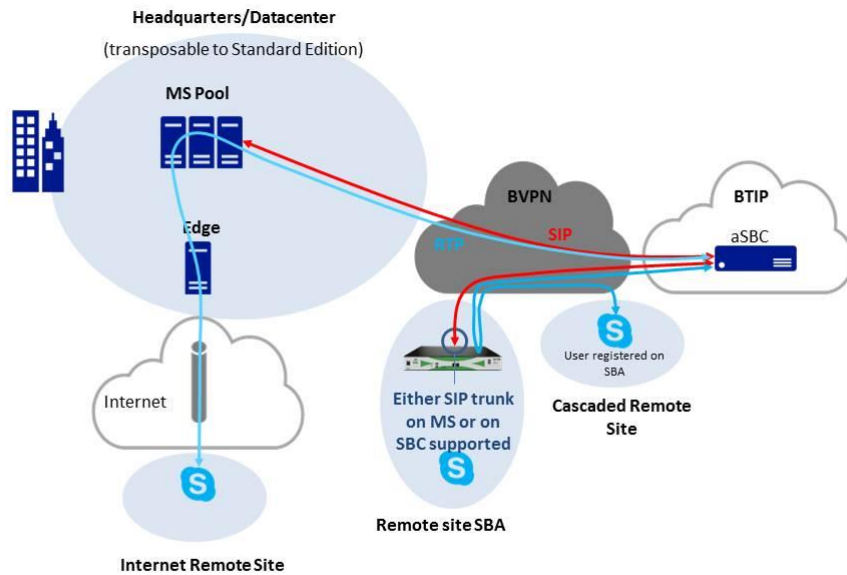 Headquarters/Datacenter
(transposable to Standard Edition)
MS Pool
BVPN
BTIP
RTP
SIP
aSBC
Edge
Internet
User registered on
SBA
Either SIP trunk
on MS or on
SBC supported
Cascaded Remote
Site
Remote site SBA
Internet Remote Site